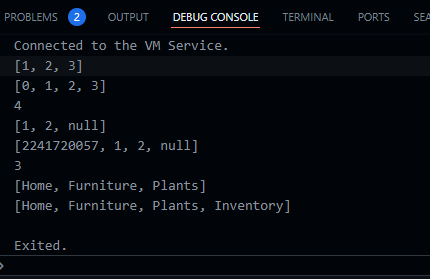 PROBLEMS 2 OUTPUT DEBUG CONSOLE TERMINAL PORTS SEA
Connected to the VM Service.
[1, 2, 3]
[0, 1, 2, 3]
4
[1, 2, null]
[2241720057, 1, 2, null]
3
[Home, Furniture, Plants]
[Home, Furniture, Plants, Inventory]
Exited.